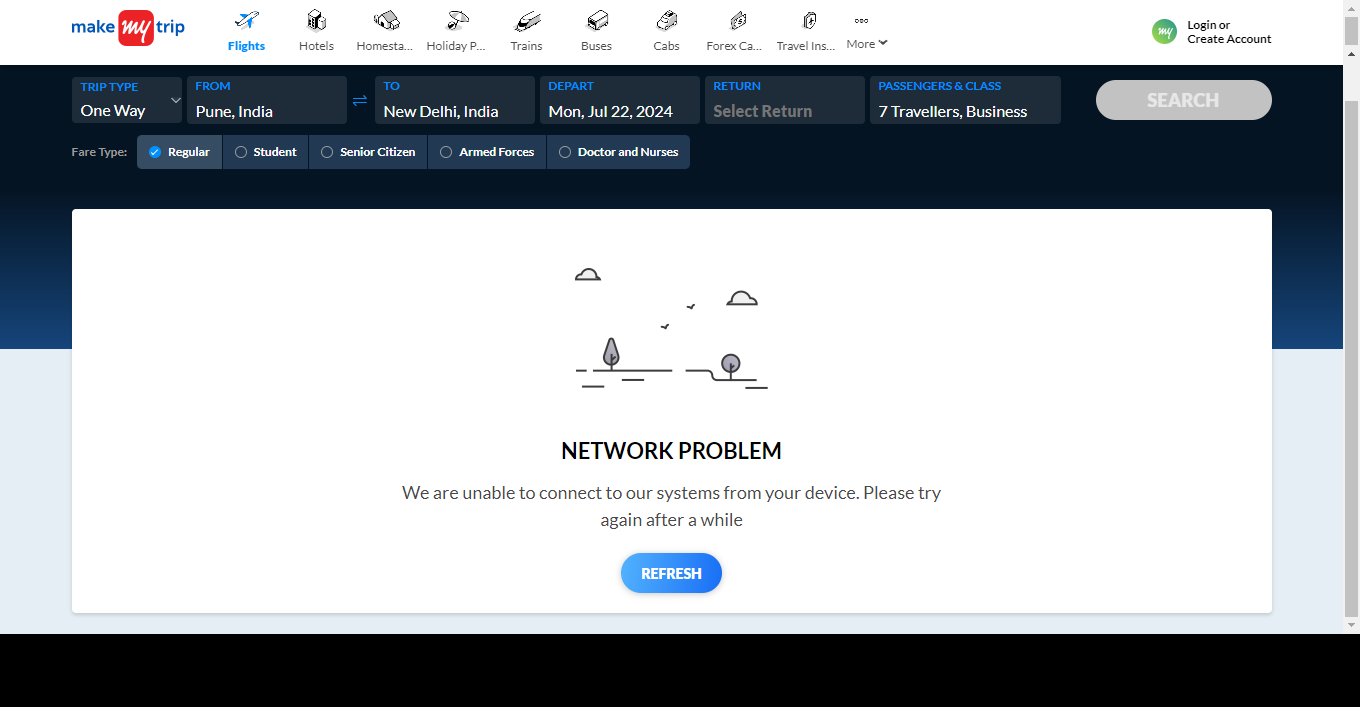 make my trip
Flights
Hotels
Homesta...
Holiday P...
Trains
Buses
Cabs
Forex Ca...
Travel Ins...
More
my
Login or
Create Account
TRIP TYPE
One Way
FROM
Pune, India
TO
New Delhi, India
DEPART
Mon, Jul 22, 2024
RETURN
Select Return
PASSENGERS & CLASS
7 Travellers, Business
SEARCH
Fare Type:
Regular
Student
Senior Citizen
Armed Forces
Doctor and Nurses
NETWORK PROBLEM
We are unable to connect to our systems from your device. Please try
again after a while
REFRESH